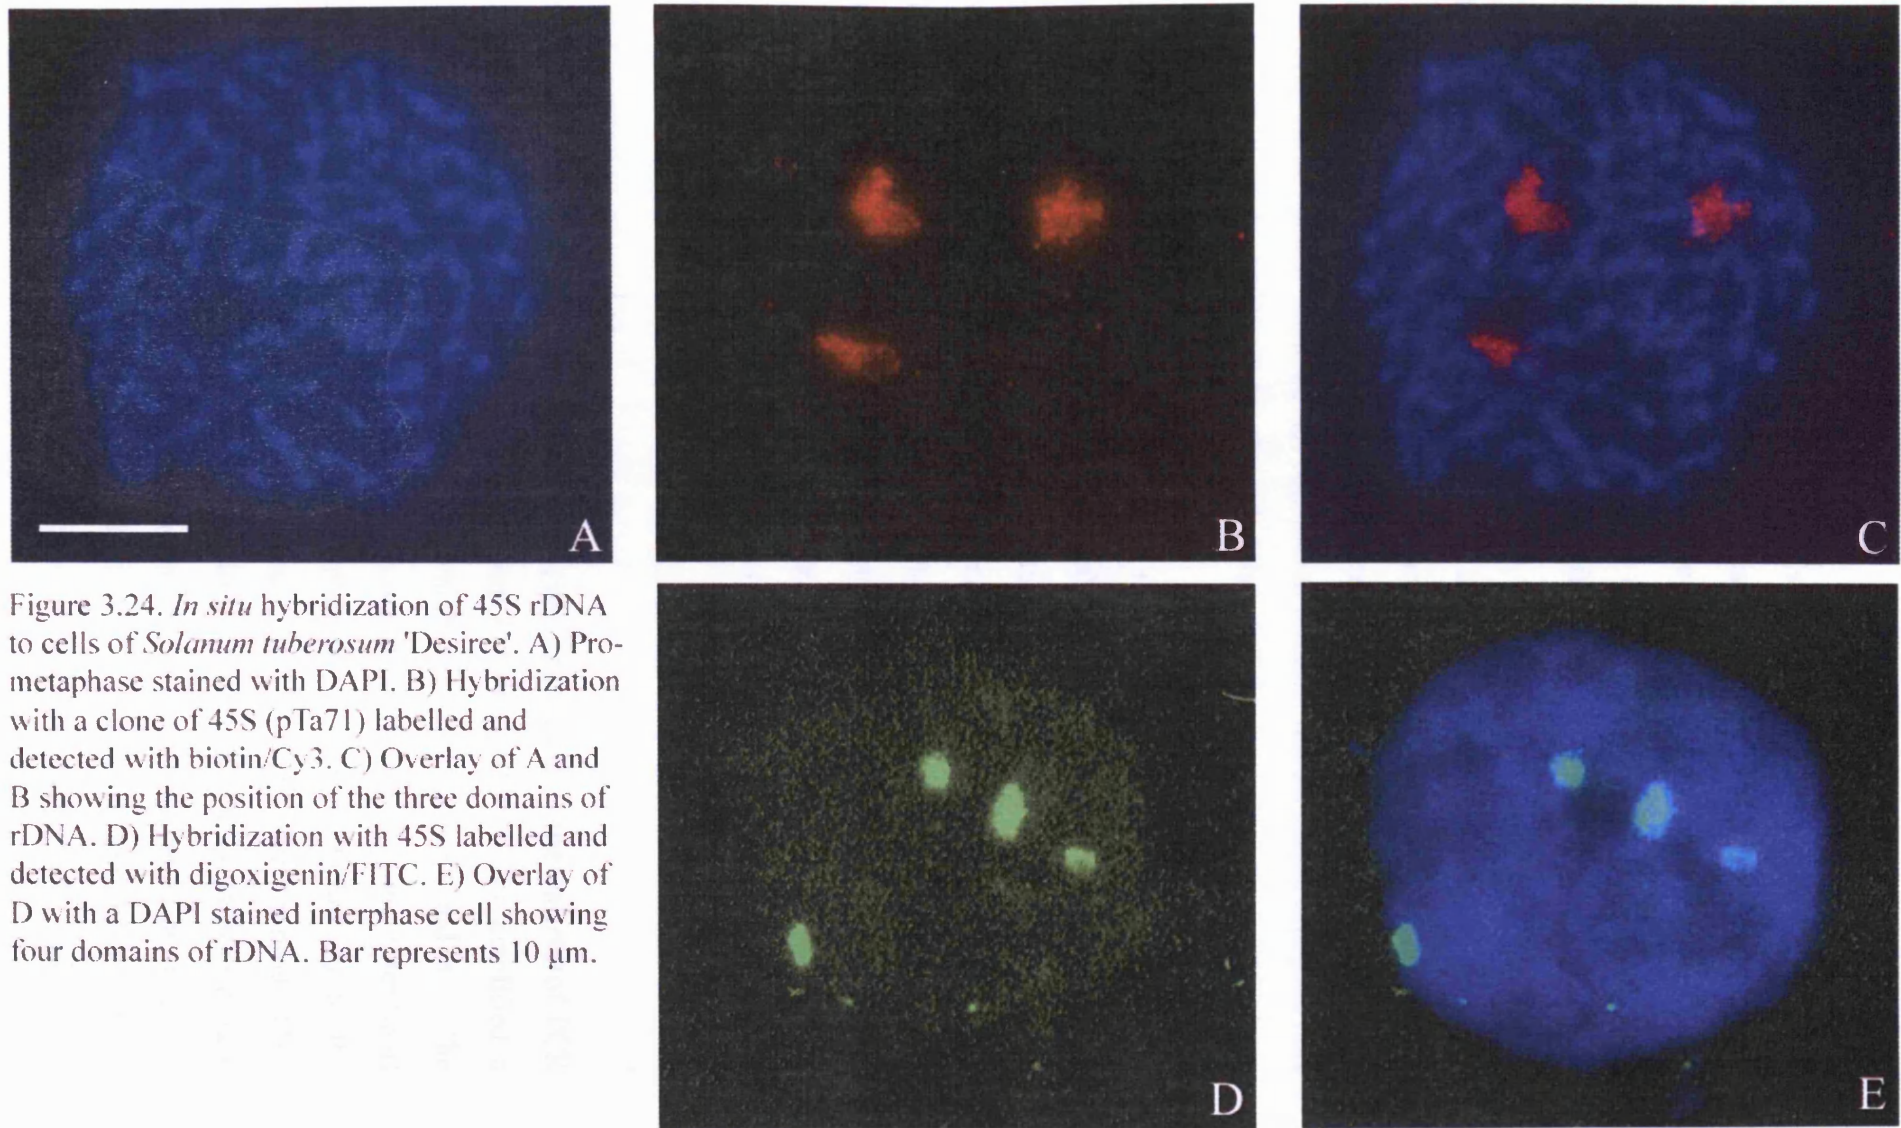 A
B
C
Figure 3.24. In situ hybridization of 45S rDNA
to cells of Solanum tuberosum 'Desiree'. A) Pro-
metaphase stained with DAPI. B) Hybridization
with a clone of 45S (pTa71) labelled and
detected with biotin/Cy3. C) Overlay of A and
B showing the position of the three domains of
rDNA. D) Hybridization with 45S labelled and
detected with digoxigenin/FITC. E) Overlay of
D with a DAPI stained interphase cell showing
four domains of rDNA. Bar represents 10 µm.
D
E